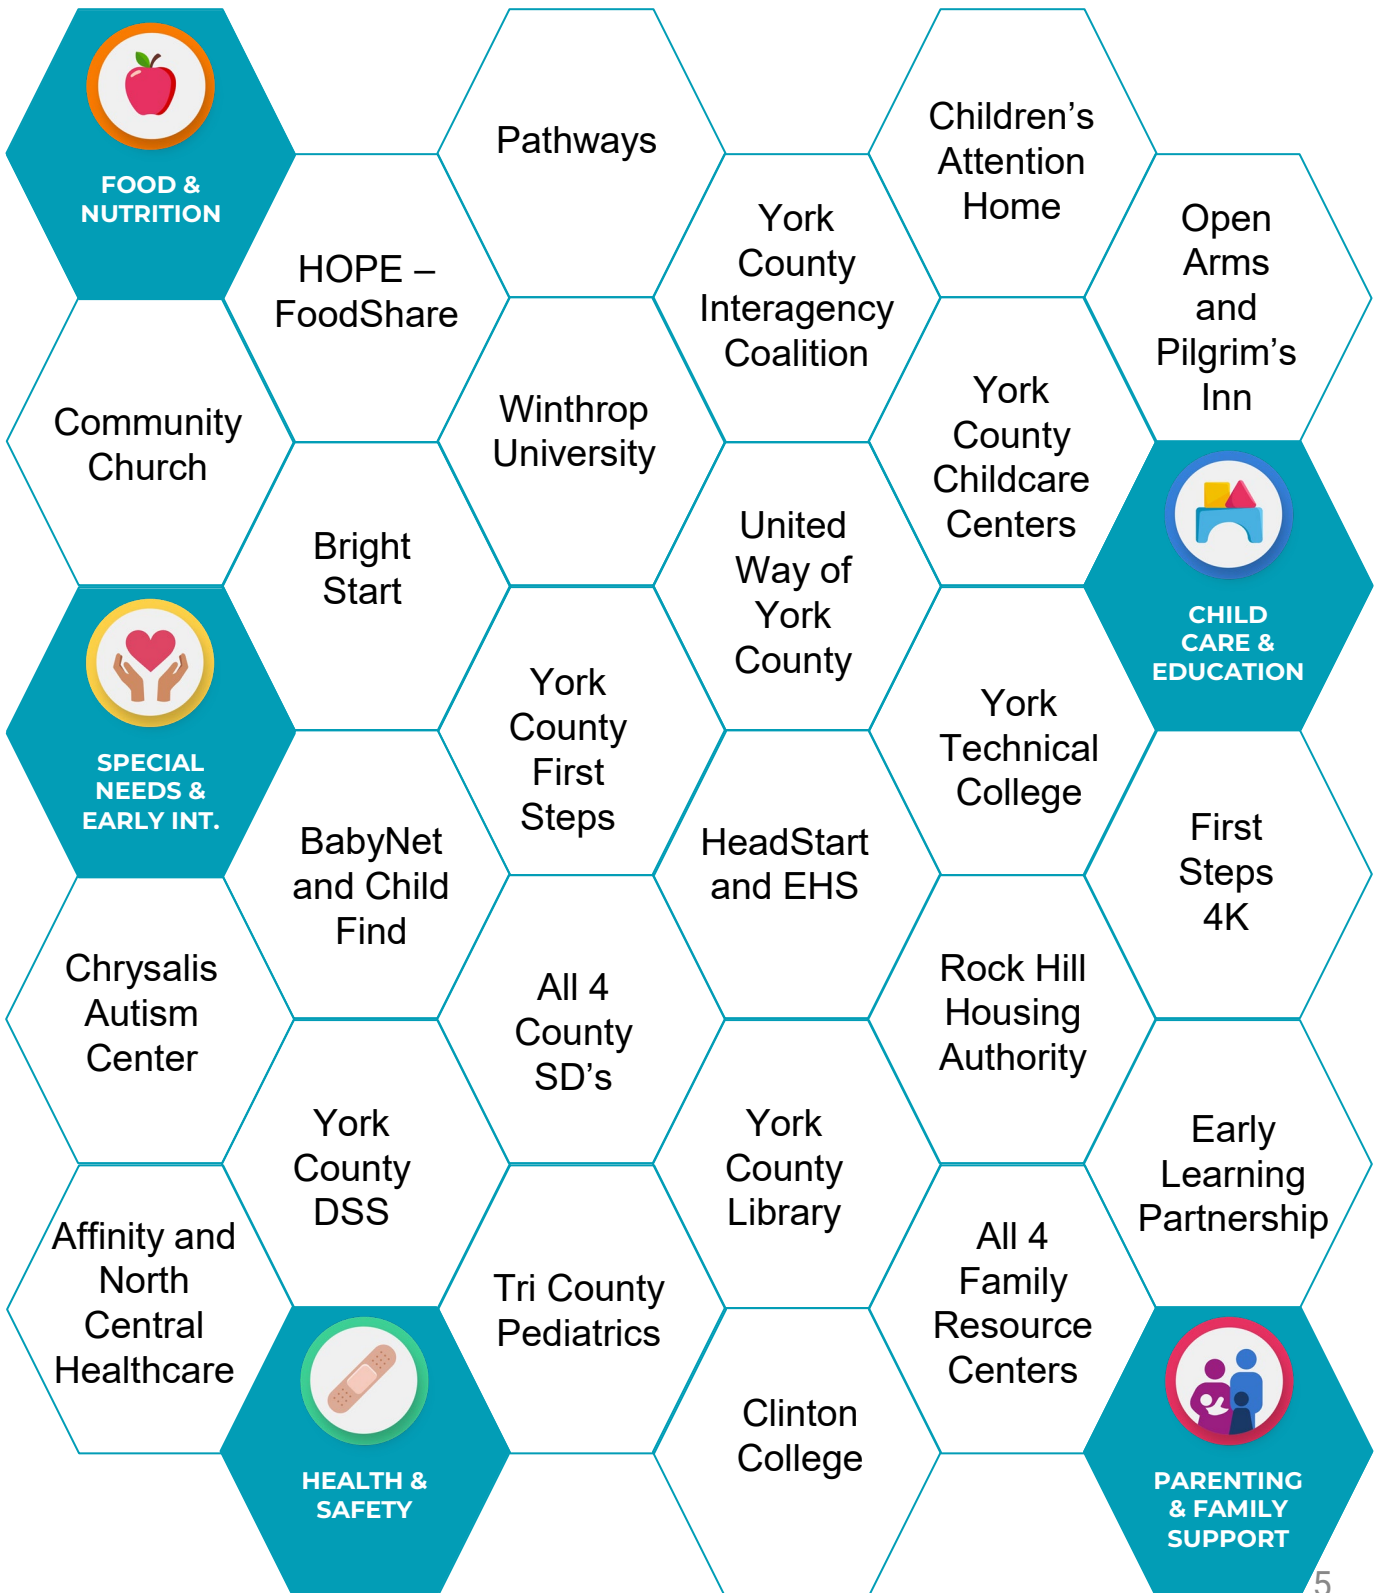 FOOD &
NUTRITION
Community
Church
SPECIAL
NEEDS &
EARLY INT.
Chrysalis
Autism
Center
Affinity and
North
Central
Healthcare
HOPE –
FoodShare
Bright
Start
BabyNet
and Child
Find
York
County
DSS
HEALTH &
SAFETY
Pathways
Winthrop
University
York
County
First
Steps
All 4
County
SD’s
Tri County
Pediatrics
York
County
Interagency
Coalition
United
Way of
York
County
HeadStart
and EHS
York
County
Library
Clinton
College
Children’s
Attention
Home
York
County
Childcare
Centers
York
Technical
College
Rock Hill
Housing
Authority
All 4
Family
Resource
Centers
Open
Arms
and
Pilgrim’s
Inn
CHILD
CARE &
EDUCATION
First
Steps
4K
Early
Learning
Partnership
PARENTING
& FAMILY
SUPPORT
5